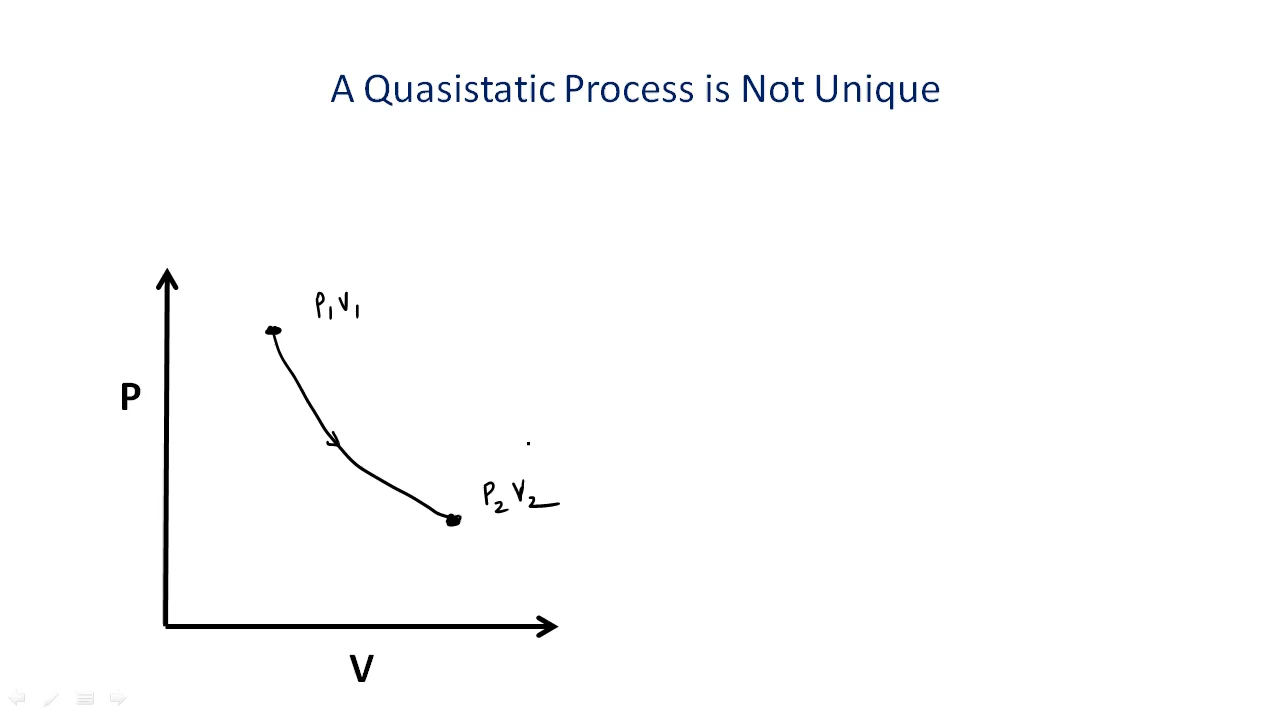 A Quasistatic Process is Not Unique
P₁V₁
P
P₂V₂
V